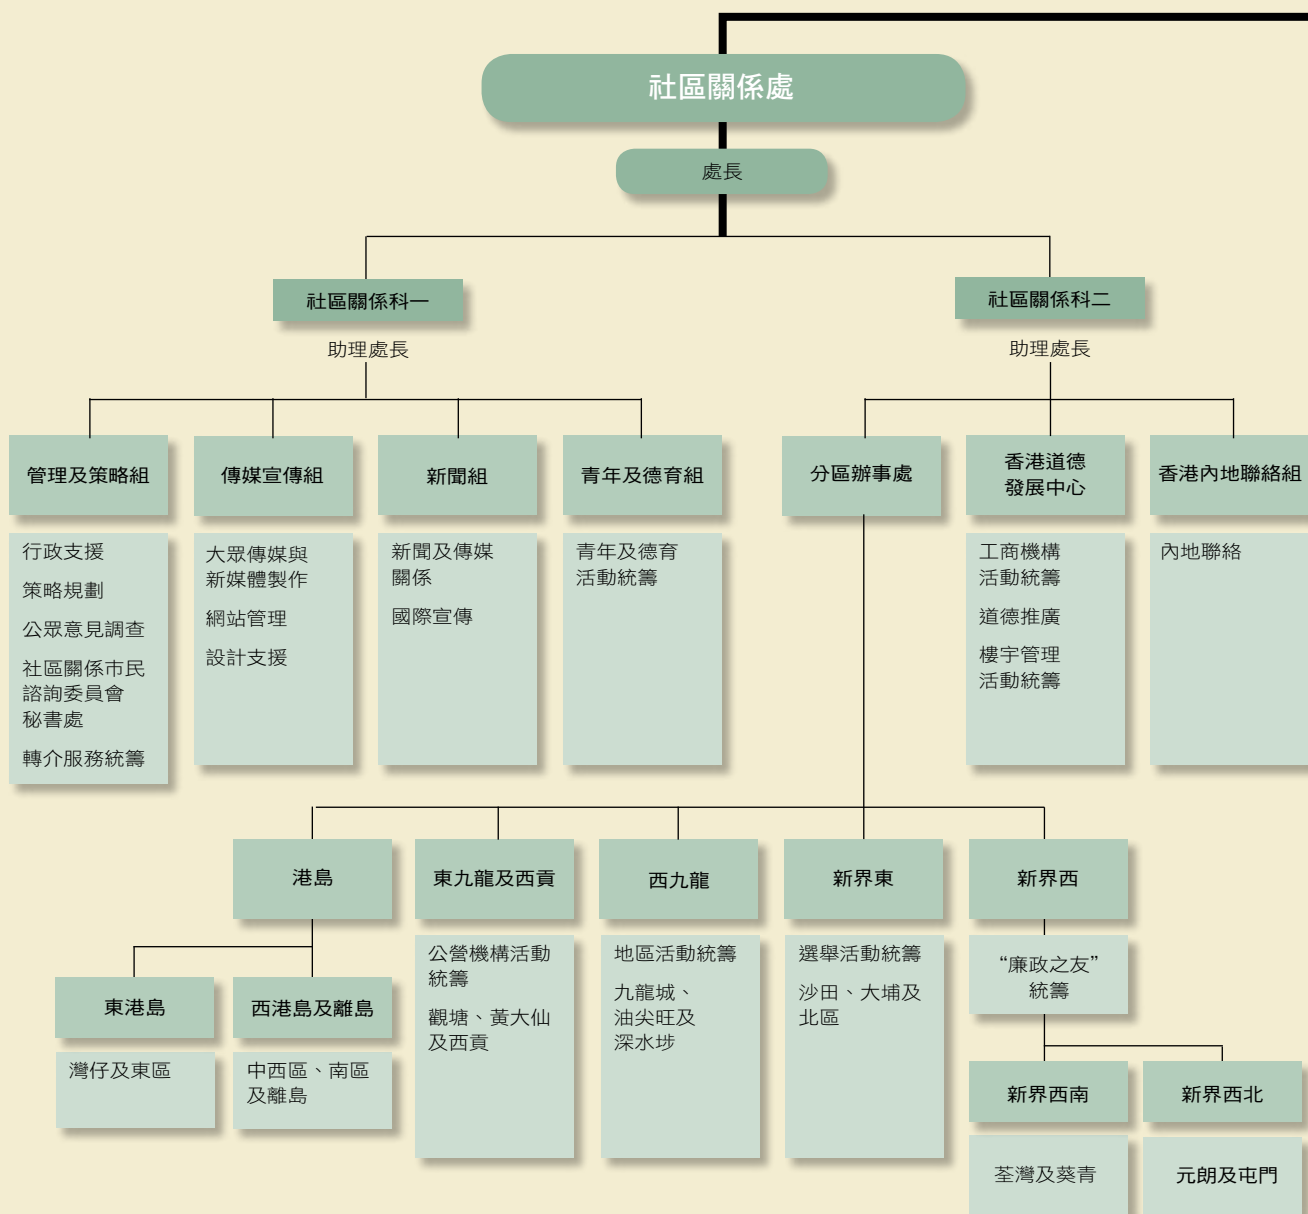 社區關係處
處長
社區關係科一
助理處長
管理及策略組
行政支援
策略規劃
公眾意見調查
社區關係市民
諮詢委員會
秘書處
轉介服務統籌
傳媒宣傳組
大眾傳媒與
新媒體製作
網站管理
設計支援
新聞組
新聞及傳媒
關係
國際宣傳
青年及德育組
青年及德育
活動統籌
社區關係科二
助理處長
分區辦事處
香港道德
發展中心
工商機構
活動統籌
道德推廣
樓宇管理
活動統籌
香港內地聯絡組
內地聯絡
港島
東港島
灣仔及東區
西港島及離島
中西區、南區
及離島
東九龍及西貢
公營機構活動
統籌
觀塘、黃大仙
及西貢
西九龍
地區活動統籌
九龍城、
油尖旺及
深水埗
新界東
選舉活動統籌
沙田、大埔及
北區
新界西
“廉政之友”
統籌
新界西南
荃灣及葵青
新界西北
元朗及屯門